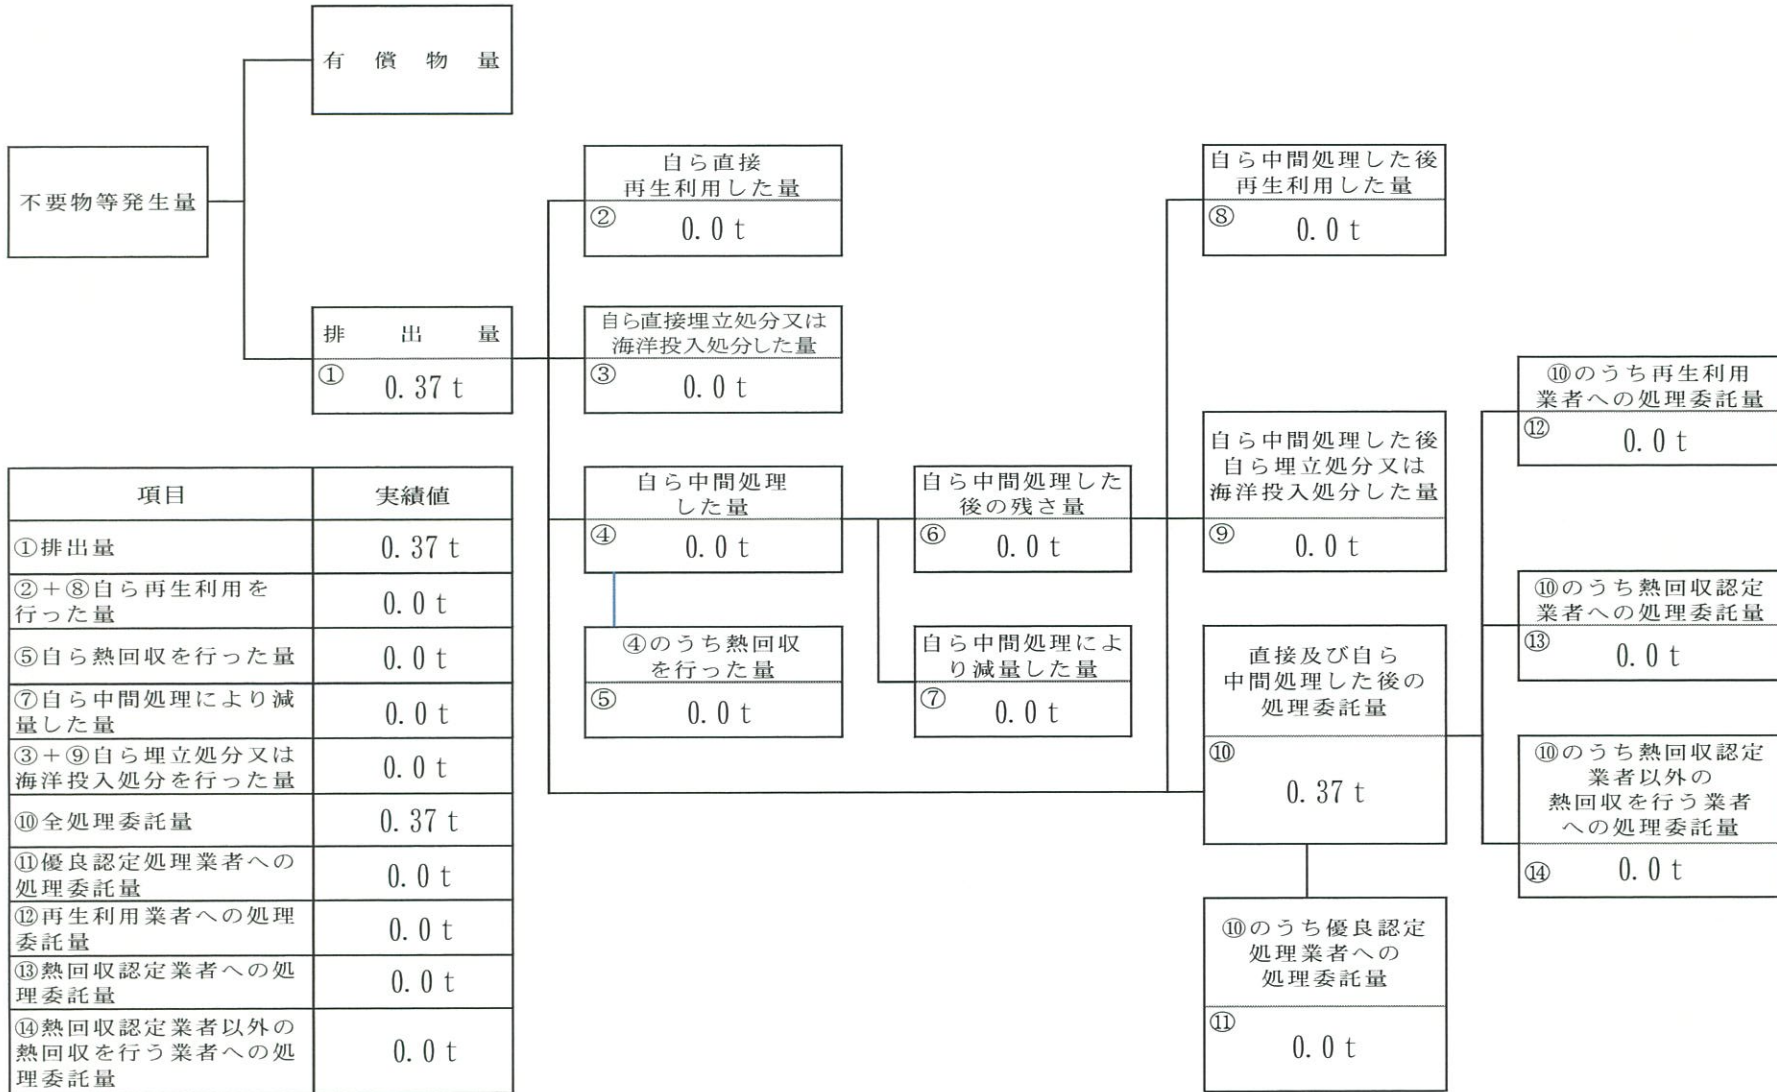 有償物量
不要物等発生量
排出量
① 0.37 t
自ら直接
再生利用した量
② 0.0 t
自ら直接埋立処分又は
海洋投入処分した量
③ 0.0 t
自ら中間処理
した量
④ 0.0 t
④のうち熱回収
を行った量
⑤ 0.0 t
自ら中間処理した
後の残さ量
⑥ 0.0 t
自ら中間処理によ
り減量した量
⑦ 0.0 t
自ら中間処理した後
再生利用した量
⑧ 0.0 t
自ら中間処理した後
自ら埋立処分又は
海洋投入処分した量
⑨ 0.0 t
直接及び自ら
中間処理した後の
処理委託量
⑩
0.37 t
⑩のうち優良認定
処理業者への
処理委託量
⑪
0.0 t
⑩のうち再生利用
業者への処理委託量
⑫ 0.0 t
⑩のうち熱回収認定
業者への処理委託量
⑬ 0.0 t
⑩のうち熱回収認定
業者以外の
熱回収を行う業者
への処理委託量
⑭ 0.0 t
項目 実績値
①排出量 0.37 t
②+⑧自ら再生利用を
行った量 0.0 t
⑤自ら熱回収を行った量 0.0 t
⑦自ら中間処理により減
量した量 0.0 t
③+⑨自ら埋立処分又は
海洋投入処分を行った量 0.0 t
⑩全処理委託量 0.37 t
⑪優良認定処理業者への
処理委託量 0.0 t
⑫再生利用業者への処理
委託量 0.0 t
⑬熱回収認定業者への処
理委託量 0.0 t
⑭熱回収認定業者以外の
熱回収を行う業者への処
理委託量 0.0 t